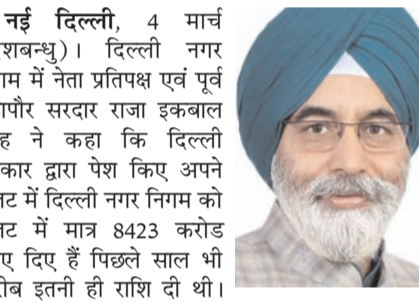 नई दिल्ली, 4 मार्च
दिल्ली नगर
में नेता प्रतिपक्ष एवं पूर्व
सरदार राजा इकबाल
ने कहा कि दिल्ली
द्वारा पेश किए अपने
में दिल्ली नगर निगम को
में मात्र 8423 करोड
दिए हैं पिछले साल भी
इतनी ही राशि दी थी।